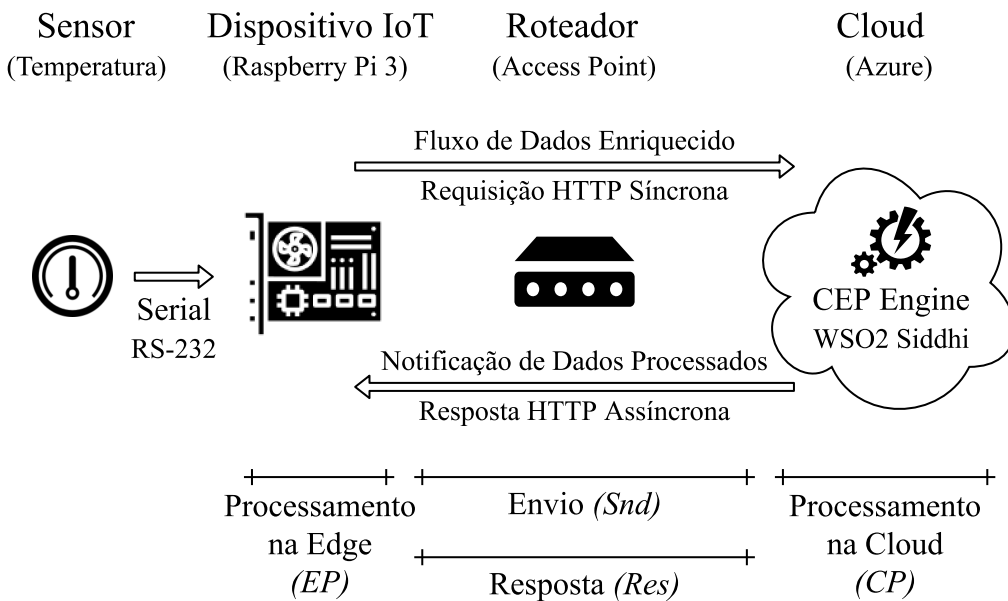 Sensor
(Temperatura)
Dispositivo IoT
(Raspberry Pi 3)
Roteador
(Access Point)
Cloud
(Azure)
Fluxo de Dados Enriquecido
Requisição HTTP Síncrona
Serial
RS-232
CEP Engine
WSO2 Siddhi
Notificação de Dados Processados
Resposta HTTP Assíncrona
Processamento
na Edge
(EP)
Envio (Snd)
Resposta (Res)
Processamento
na Cloud
(CP)